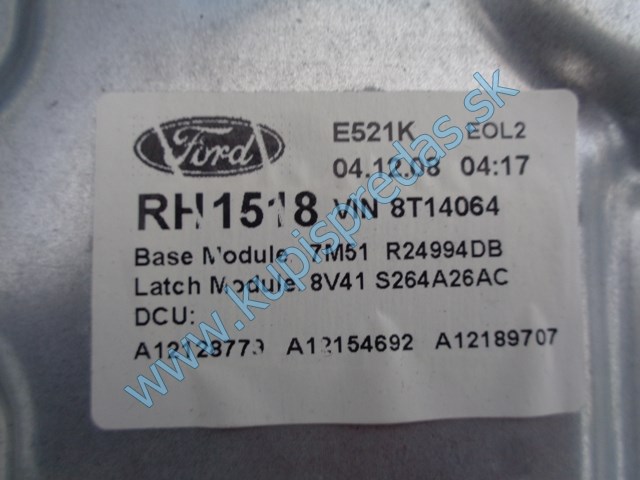 Ford E521K EOL2
04.12.08 04:17
RH1518 VIN 8T14064
Base Module: 7M51 R24994DB
Latch Module: 8V41 S264A26AC
DCU:
A12128779 A12154692 A12189707
www.kupispredas.sk